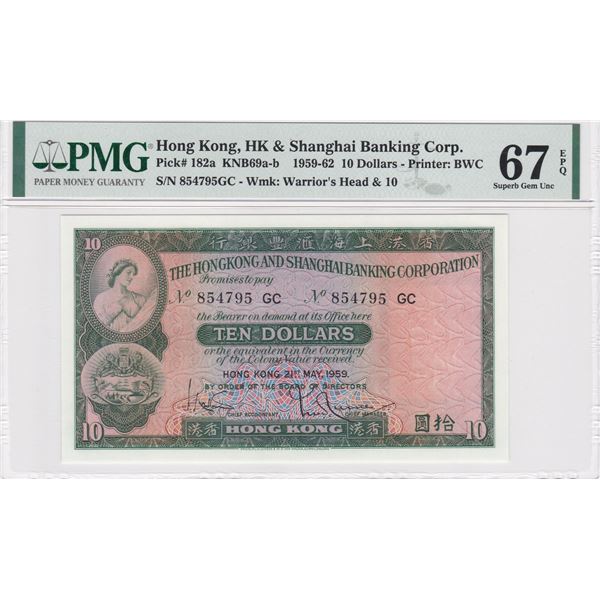 PMG
PAPER MONEY GUARANTY
Hong Kong, HK & Shanghai Banking Corp.
Pick# 182a KNB69a-b 1959-62 10 Dollars - Printer: BWC
S/N 854795GC - Wmk: Warrior's Head & 10
67 EPQ
Superb Gem Unc
10
行銀豐滙海上港香
THE HONGKONG AND SHANGHAI BANKING CORPORATION
Promises to pay
No 854795 GC No 854795 GC
the Bearer on demand at its Office here
TEN DOLLARS
or the equivalent in the Currency
of the Colony Value received.
HONG KONG 21ST MAY, 1959.
BY ORDER OF THE BOARD OF DIRECTORS
CHIEF ACCOUNTANT CHIEF MANAGER
10 港香 HONG KONG 港香 圓拾 10